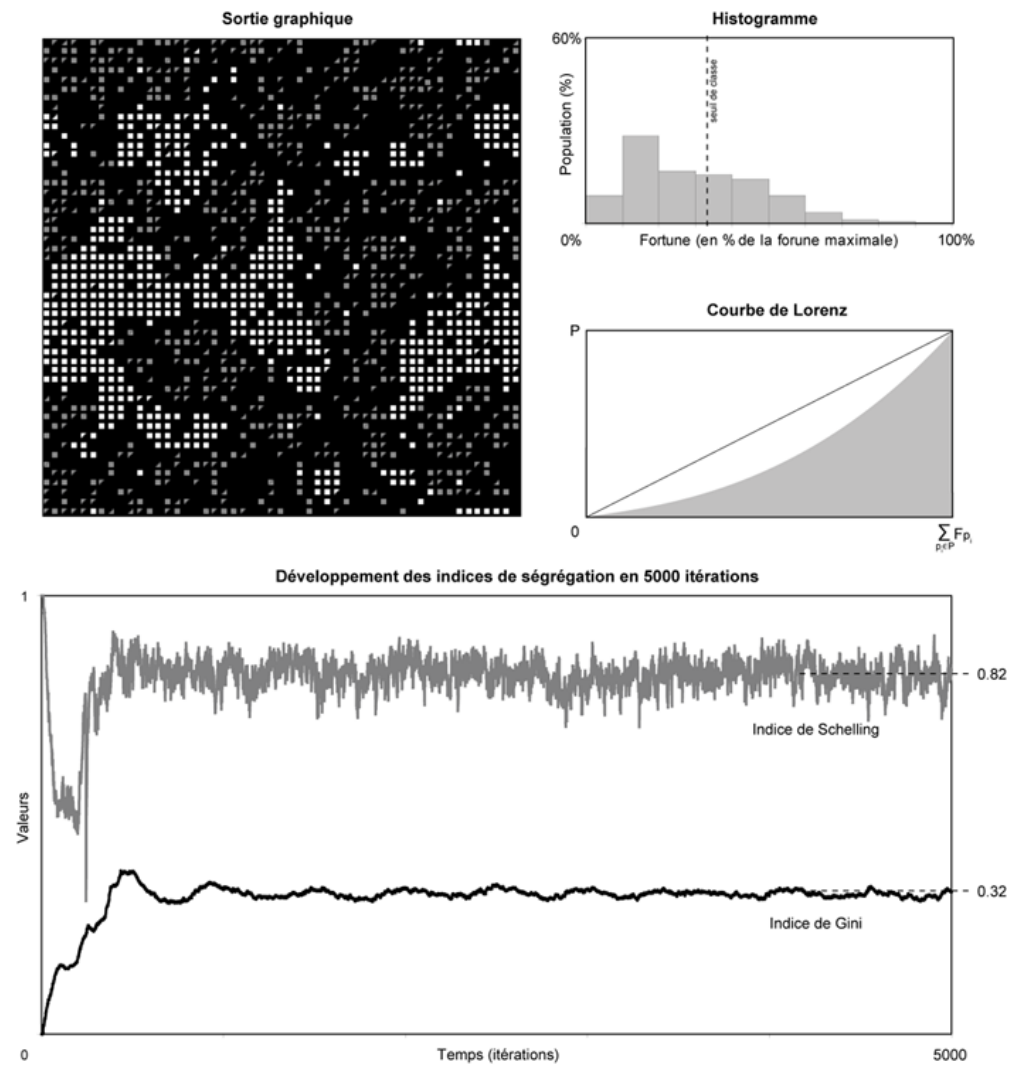 Sortie graphique
Histogramme
60%
Population (%)
seuil de classe
0%
Fortune (en % de la forune maximale)
100%
Courbe de Lorenz
P
0
∑ Fpᵢ
pᵢ∈P
Développement des indices de ségrégation en 5000 itérations
1
0.82
Indice de Schelling
Valeurs
0.32
Indice de Gini
0
Temps (itérations)
5000